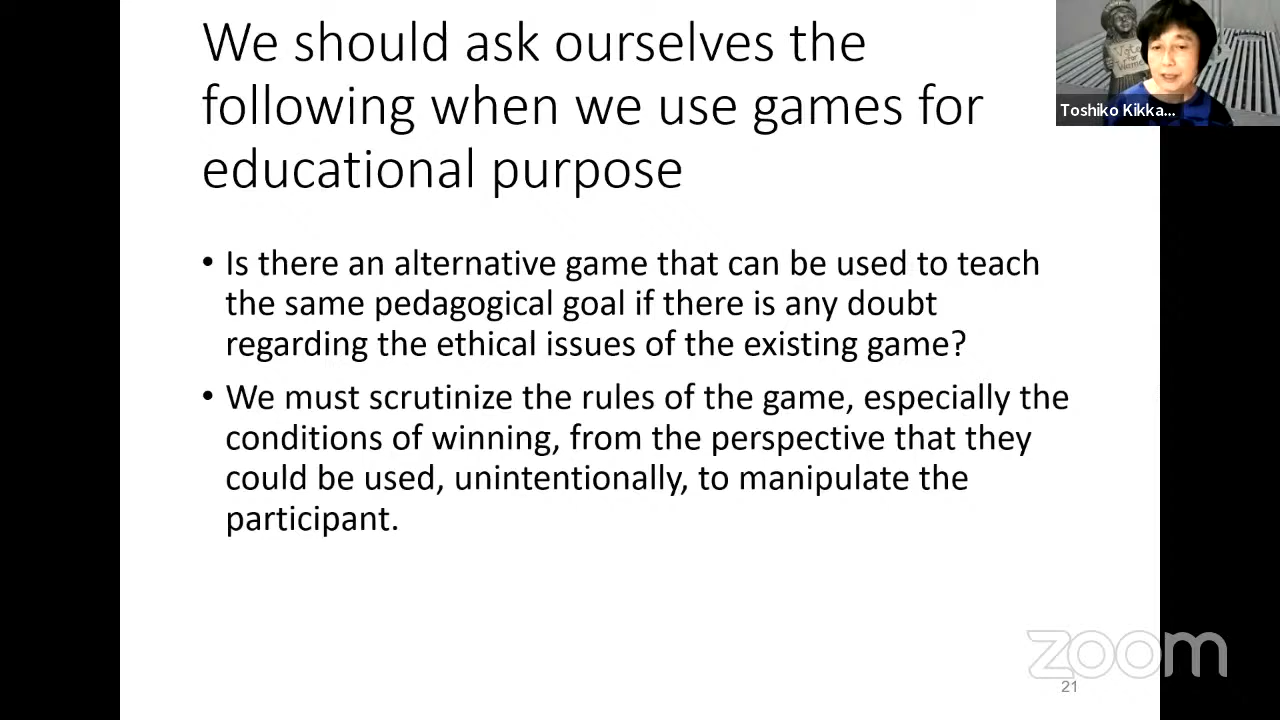 We should ask ourselves the
following when we use games for
educational purpose
• Is there an alternative game that can be used to teach
the same pedagogical goal if there is any doubt
regarding the ethical issues of the existing game?
• We must scrutinize the rules of the game, especially the
conditions of winning, from the perspective that they
could be used, unintentionally, to manipulate the
participant.
Vote
for
Women
Toshiko Kikka...
zoom
21